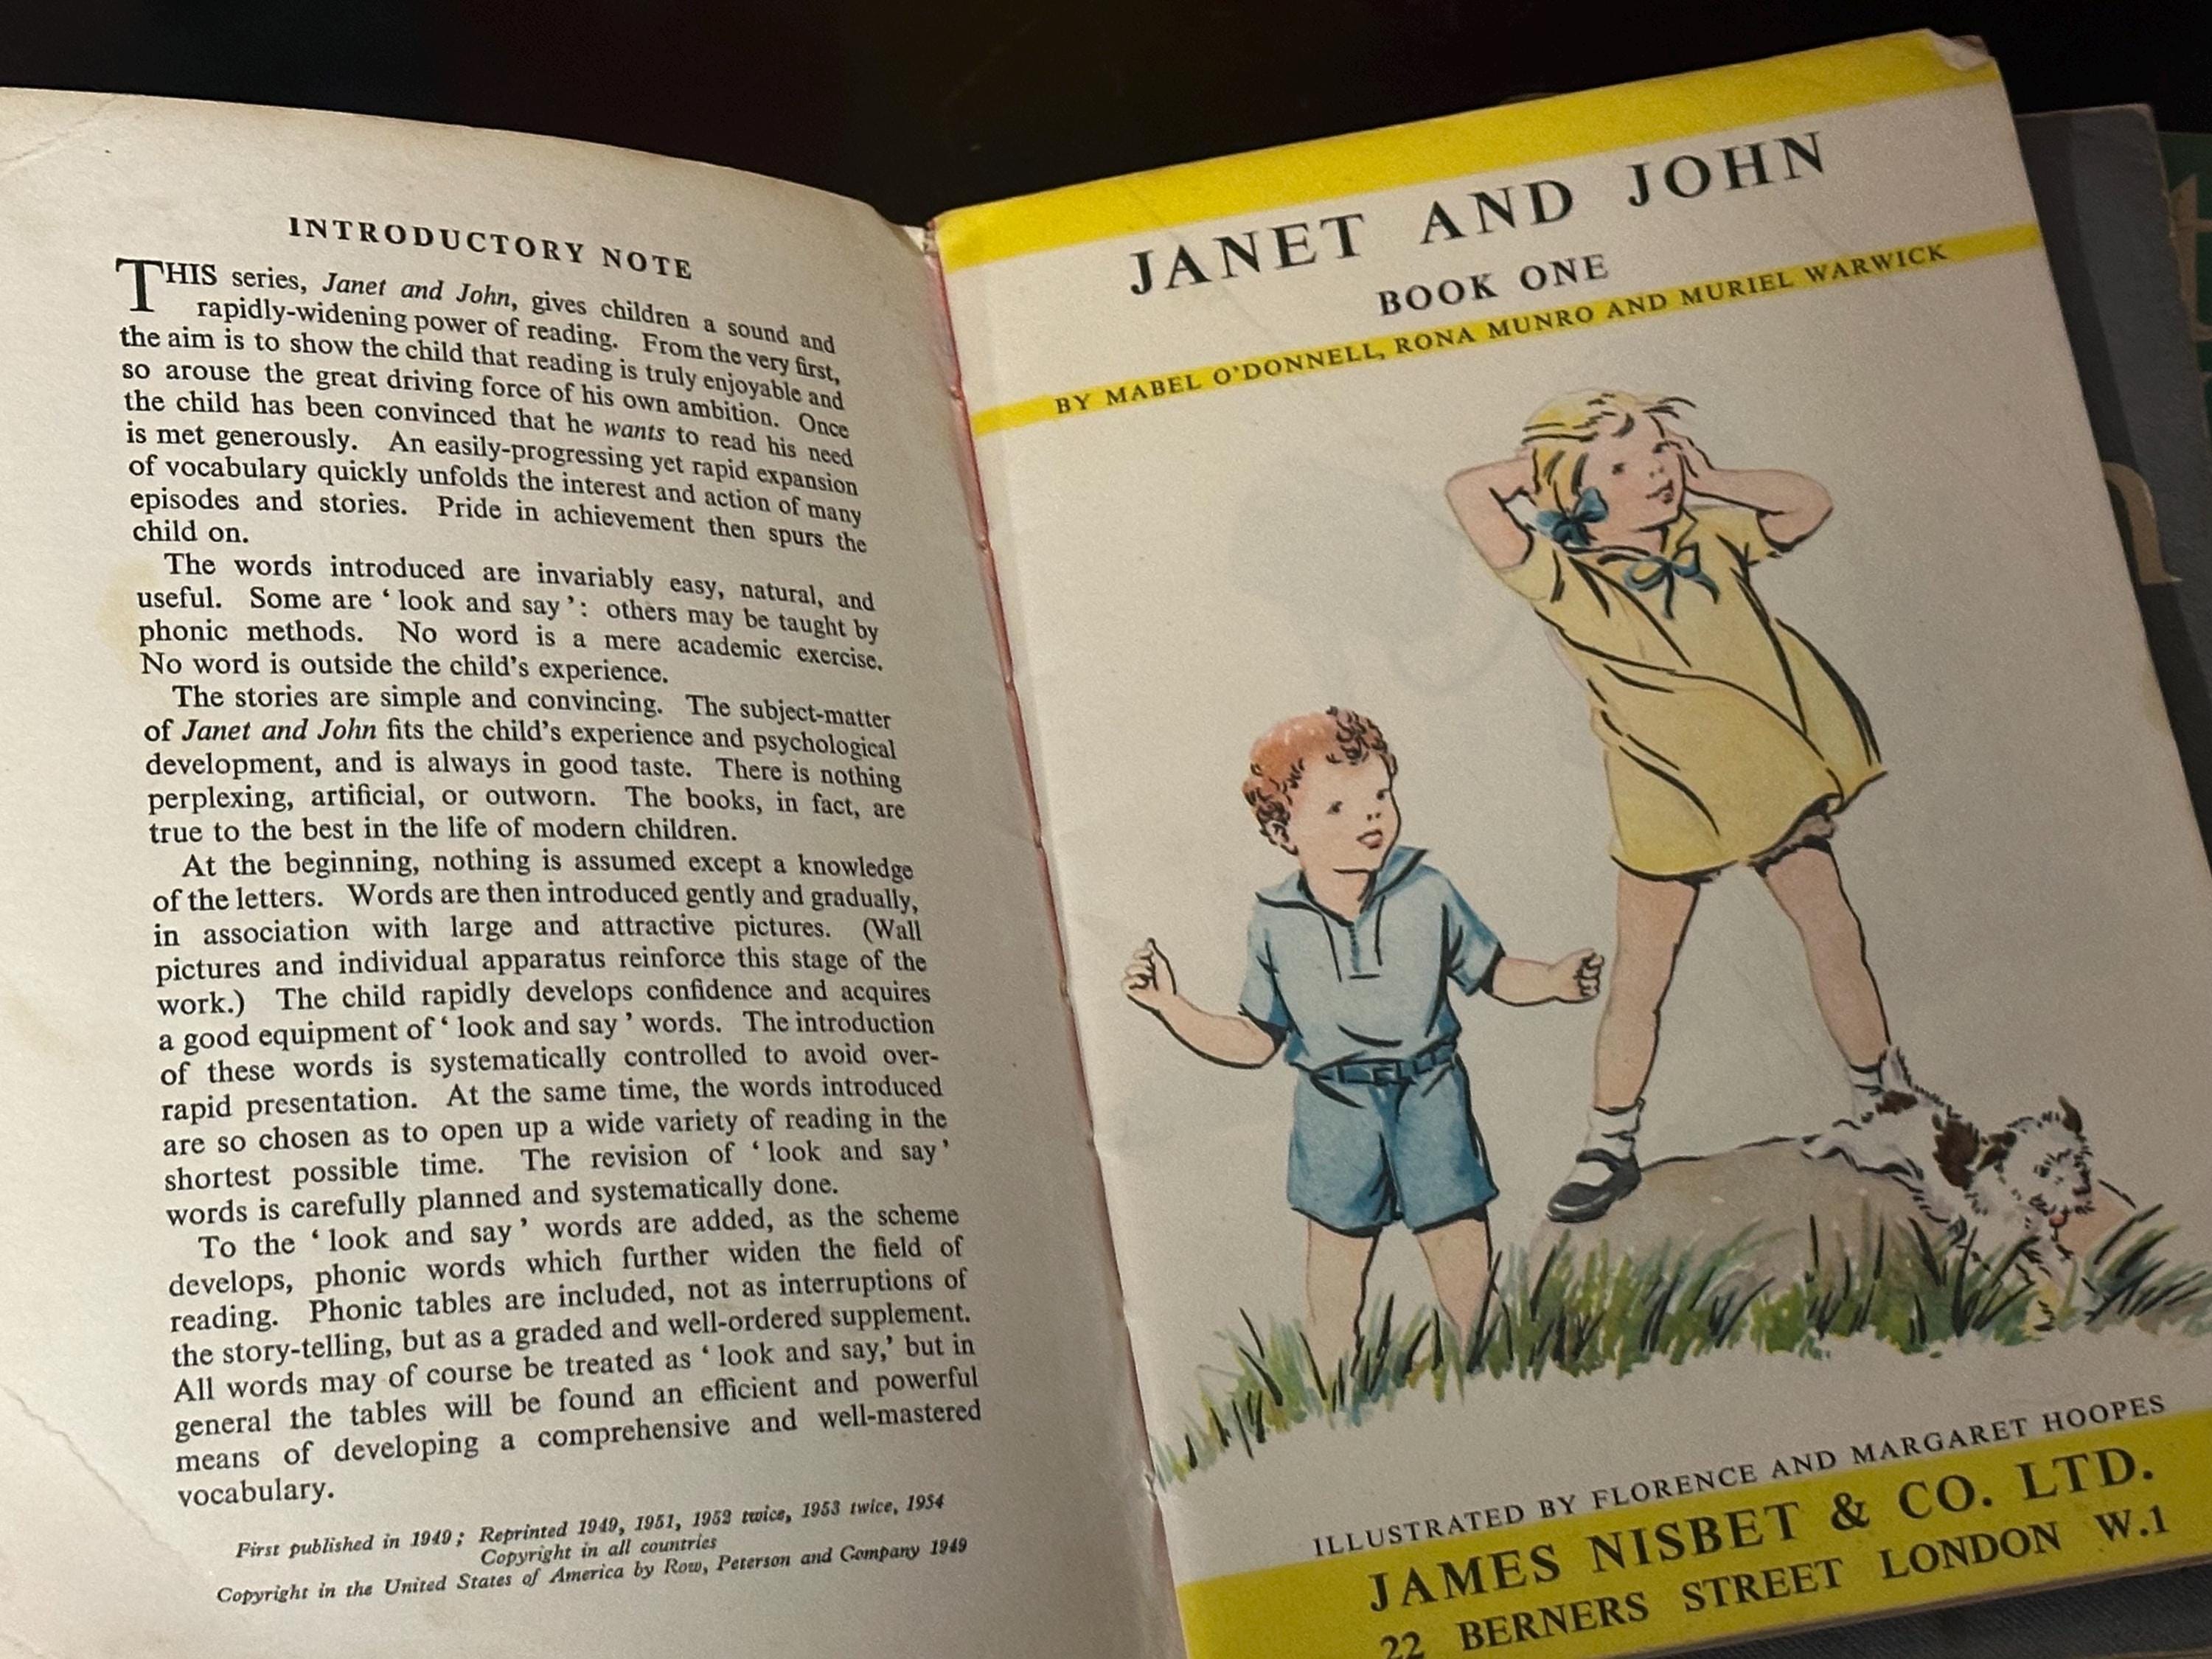 INTRODUCTORY NOTE
THIS series, Janet and John, gives children a sound and
rapidly-widening power of reading. From the very first,
the aim is to show the child that reading is truly enjoyable and
so arouse the great driving force of his own ambition. Once
the child has been convinced that he wants to read his need
is met generously. An easily-progressing yet rapid expansion
of vocabulary quickly unfolds the interest and action of many
episodes and stories. Pride in achievement then spurs the
child on.
The words introduced are invariably easy, natural, and
useful. Some are ‘ look and say ’ : others may be taught by
phonic methods. No word is a mere academic exercise.
No word is outside the child’s experience.
The stories are simple and convincing. The subject-matter
of Janet and John fits the child’s experience and psychological
development, and is always in good taste. There is nothing
perplexing, artificial, or outworn. The books, in fact, are
true to the best in the life of modern children.
At the beginning, nothing is assumed except a knowledge
of the letters. Words are then introduced gently and gradually,
in association with large and attractive pictures. (Wall
pictures and individual apparatus reinforce this stage of the
work.) The child rapidly develops confidence and acquires
a good equipment of ‘ look and say ’ words. The introduction
of these words is systematically controlled to avoid over-
rapid presentation. At the same time, the words introduced
are so chosen as to open up a wide variety of reading in the
shortest possible time. The revision of ‘ look and say ’
words is carefully planned and systematically done.
To the ‘ look and say ’ words are added, as the scheme
develops, phonic words which further widen the field of
reading. Phonic tables are included, not as interruptions of
the story-telling, but as a graded and well-ordered supplement.
All words may of course be treated as ‘ look and say,’ but in
general the tables will be found an efficient and powerful
means of developing a comprehensive and well-mastered
vocabulary.
First published in 1949 ; Reprinted 1949, 1951, 1952 twice, 1953 twice, 1954
Copyright in all countries
Copyright in the United States of America by Row, Peterson and Company 1949
JANET AND JOHN
BOOK ONE
BY MABEL O’DONNELL, RONA MUNRO AND MURIEL WARWICK
ILLUSTRATED BY FLORENCE AND MARGARET HOOPES
JAMES NISBET & CO. LTD.
22 BERNERS STREET LONDON W.1